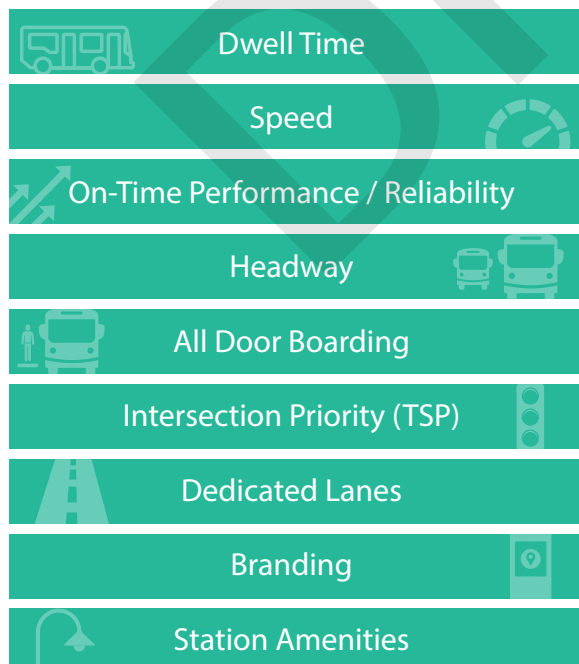 Dwell Time
Speed
On-Time Performance / Reliability
Headway
All Door Boarding
Intersection Priority (TSP)
Dedicated Lanes
Branding
Station Amenities